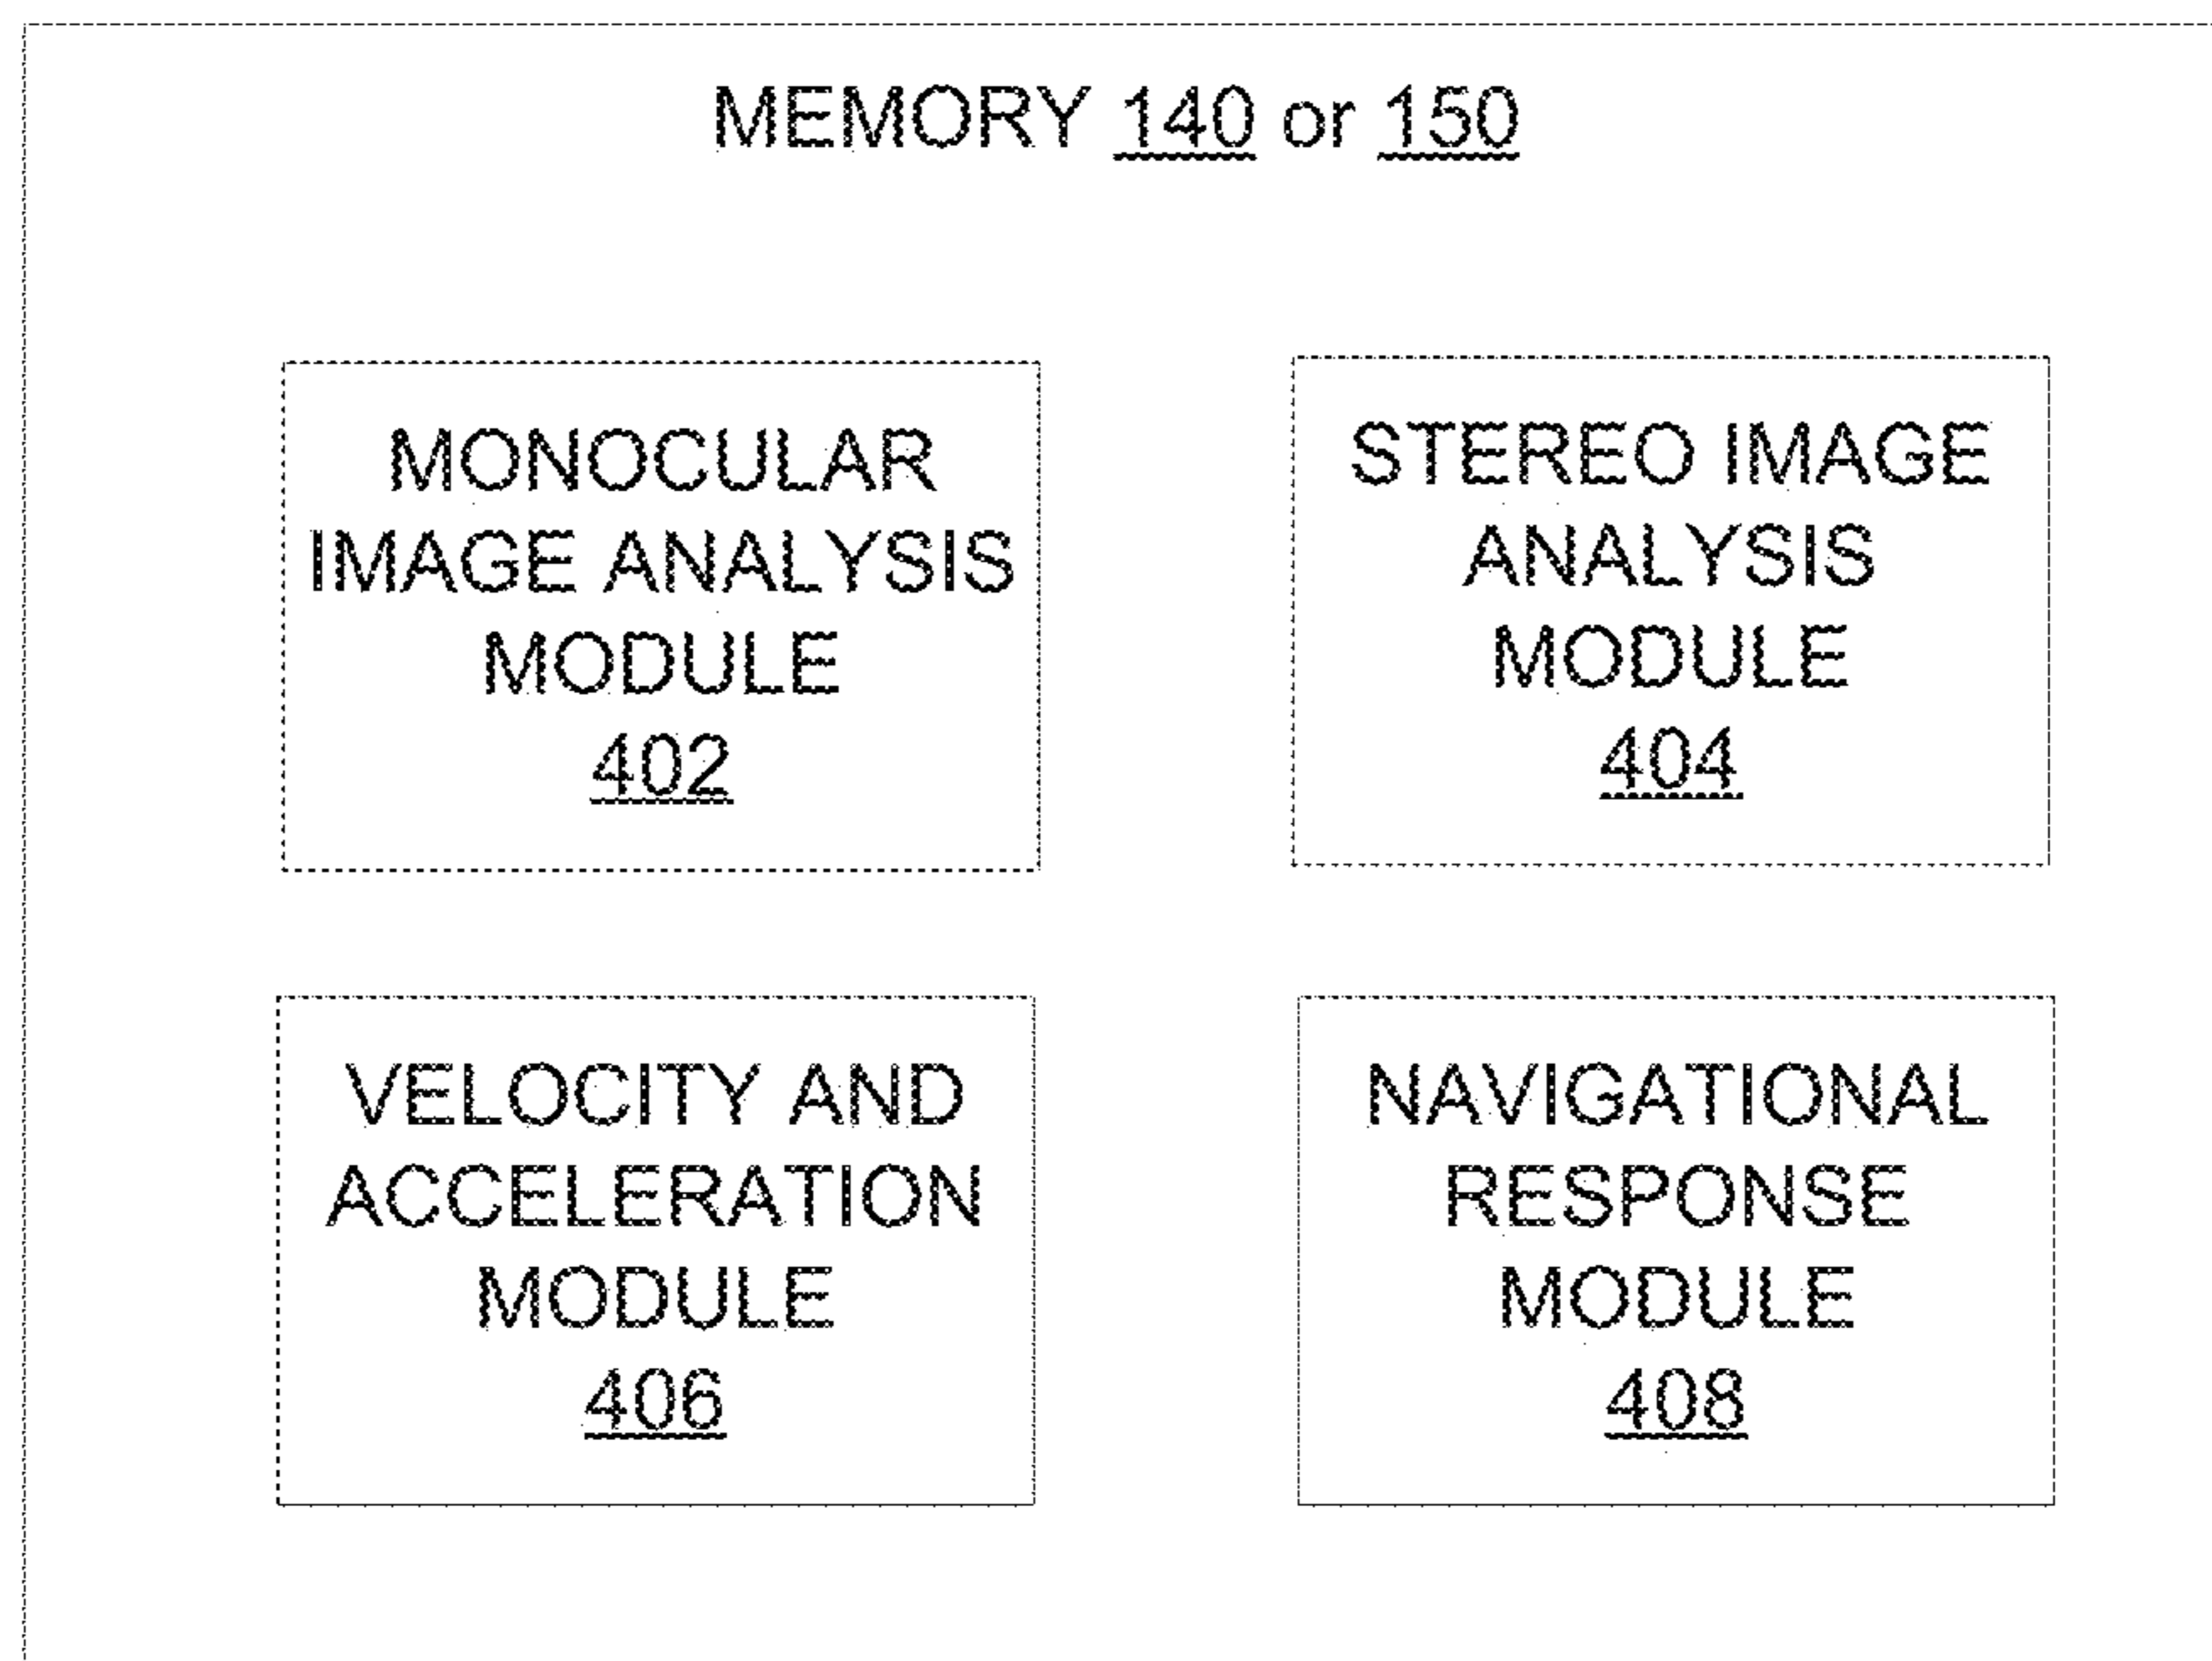 MEMORY 140 or 150
MONOCULAR
IMAGE ANALYSIS
MODULE
402
STEREO IMAGE
ANALYSIS
MODULE
404
VELOCITY AND
ACCELERATION
MODULE
406
NAVIGATIONAL
RESPONSE
MODULE
408